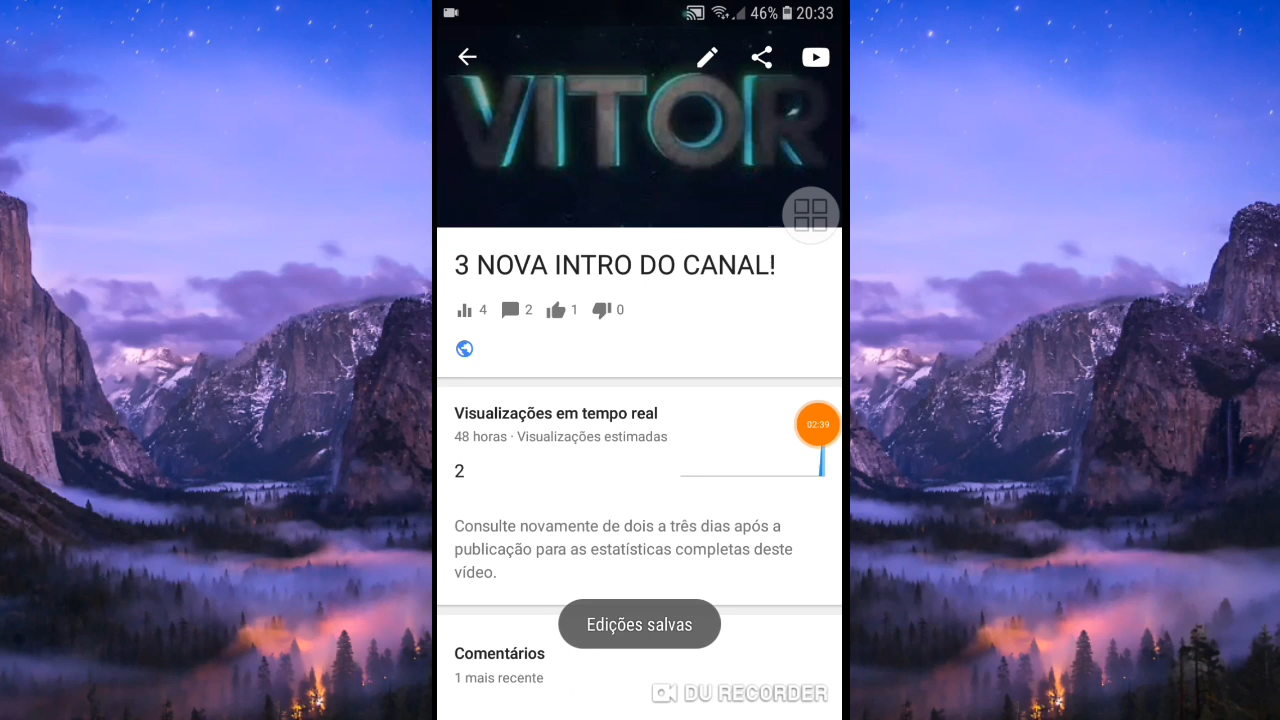 46% 20:33
VITOR
3 NOVA INTRO DO CANAL!
4 2 1 0
Visualizações em tempo real
48 horas · Visualizações estimadas
02:39
2
Consulte novamente de dois a três dias após a
publicação para as estatísticas completas deste
vídeo.
Edições salvas
Comentários
1 mais recente
DU RECORDER